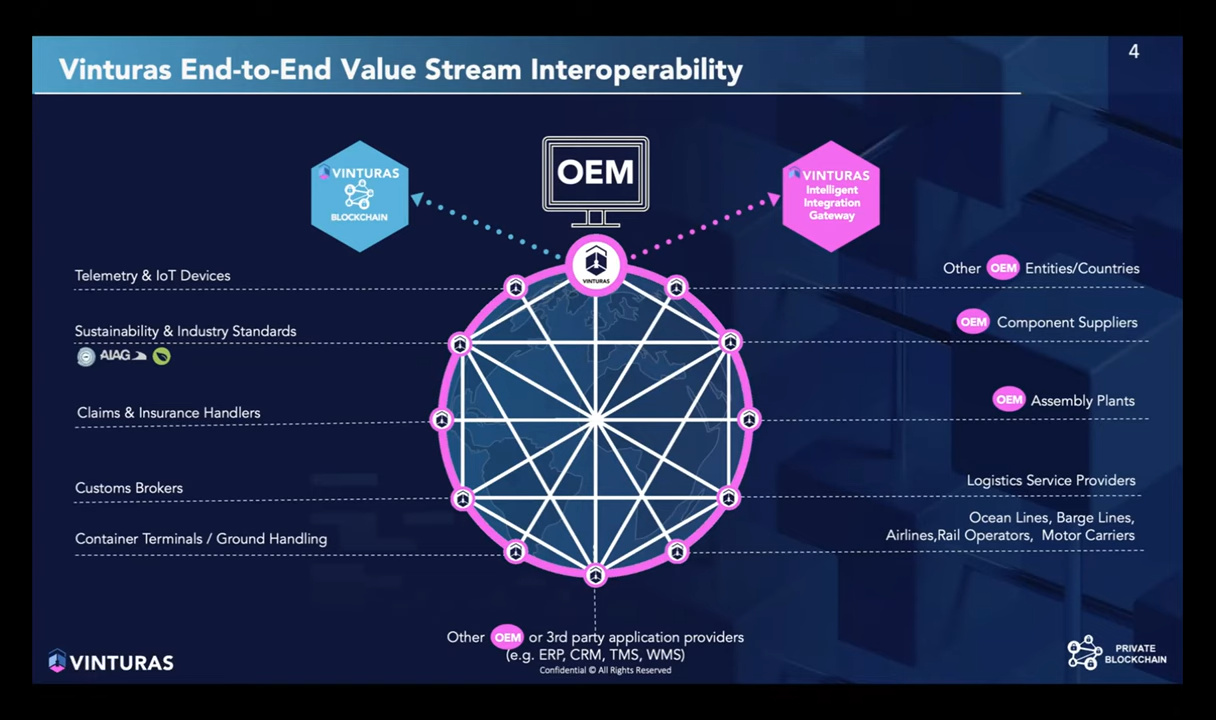 4
Vinturas End-to-End Value Stream Interoperability
VINTURAS
BLOCKCHAIN
OEM
VINTURAS
Intelligent
Integration
Gateway
VINTURAS
Telemetry & IoT Devices
Sustainability & Industry Standards
AIAG
Claims & Insurance Handlers
Customs Brokers
Container Terminals / Ground Handling
Other OEM Entities/Countries
OEM Component Suppliers
OEM Assembly Plants
Logistics Service Providers
Ocean Lines, Barge Lines,
Airlines,Rail Operators, Motor Carriers
Other OEM or 3rd party application providers
(e.g. ERP, CRM, TMS, WMS)
Confidential © All Rights Reserved
VINTURAS
PRIVATE
BLOCKCHAIN